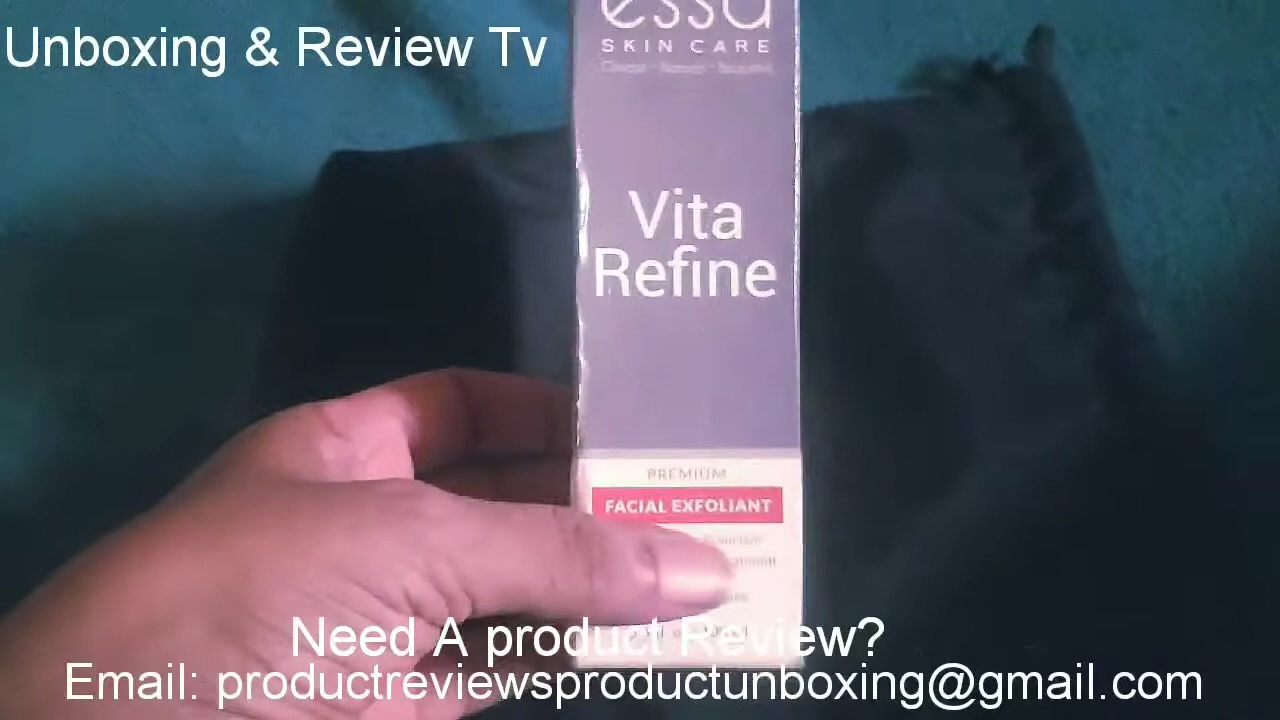 Unboxing & Review Tv
essa
SKIN CARE
Vita
Refine
PREMIUM
FACIAL EXFOLIANT
Need A product Review?
Email: productreviewsproductunboxing@gmail.com